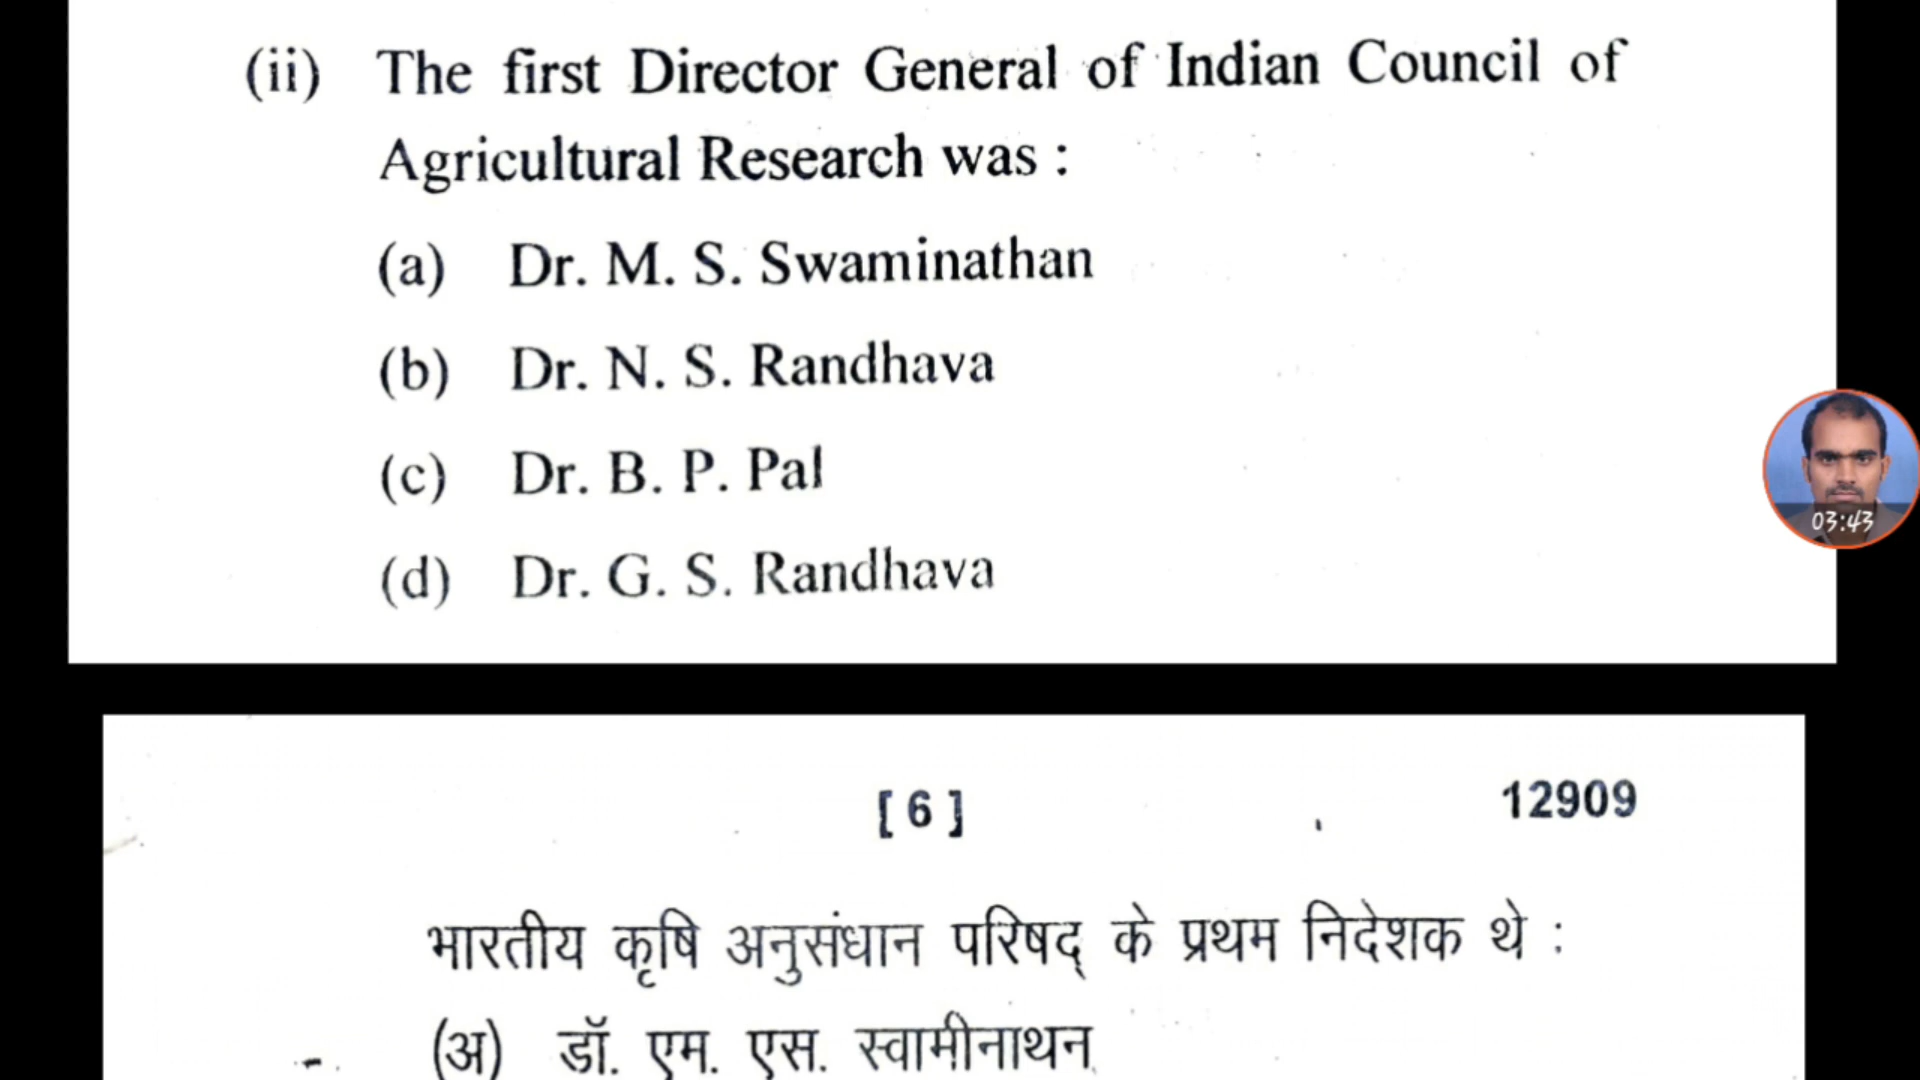 (ii) The first Director General of Indian Council of
Agricultural Research was :
(a) Dr. M. S. Swaminathan
(b) Dr. N. S. Randhava
(c) Dr. B. P. Pal
(d) Dr. G. S. Randhava
03:43
[ 6 ] 12909
भारतीय कृषि अनुसंधान परिषद् के प्रथम निदेशक थे :
(अ) डॉ. एम. एस. स्वामीनाथन